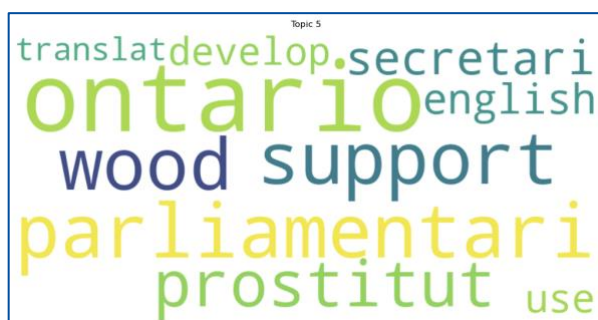 Topic 5
translat develop secretari
ontario english
wood support
parliamentari
prostitut use